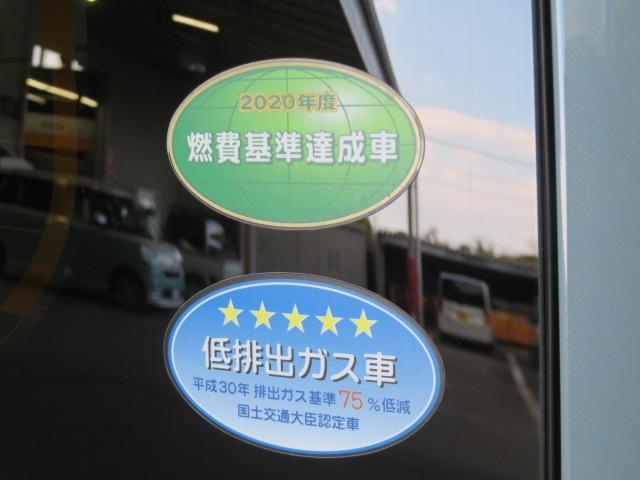 2020年度
燃費基準達成車
低排出ガス車
平成30年 排出ガス基準 75 %低減
国土交通大臣認定車